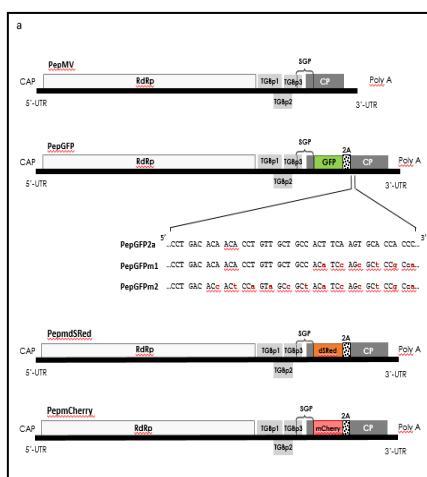 a
PepMV
SGP
CAP RdRp TGBp1 TGBp3 CP Poly A
TGBp2
5'-UTR 3'-UTR
PepGFP
SGP 2A
CAP RdRp TGBp1 TGBp3 GFP CP Poly A
TGBp2
5'-UTR 3'-UTR
5' 3'
PepGFP2a …CCT GAC ACA ACA CCT GTT GCT GCC ACT TCA AGT GCA CCA CCC…
PepGFPm1 …CCT GAC ACA ACA CCT GTT GCT GCC ACa TCc AGc GCt CCg Cca…
PepGFPm2 …CCT GAC ACc ACt CCa GTa GCc GCt ACa TCc AGc GCt CCg Cca…
PepmdSRed
SGP 2A
CAP RdRp TGBp1 TGBp3 dSRed CP Poly A
TGBp2
5'-UTR 3'-UTR
PepmCherry
SGP 2A
CAP RdRp TGBp1 TGBp3 mCherry CP Poly A
TGBp2
5'-UTR 3'-UTR